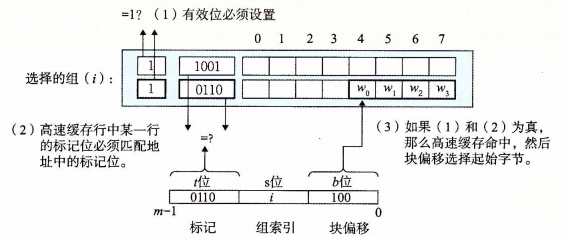 =1? (1) 有效位必须设置
0 1 2 3 4 5 6 7
选择的组(i):
1 1001
1 0110 w0 w1 w2 w3
(2) 高速缓存行中某一行
的标记位必须匹配地
址中的标记位。
=?
(3) 如果(1)和(2)为真,
那么高速缓存命中,然后
块偏移选择起始字节。
t位 s位 b位
0110 i 100
m-1 0
标记 组索引 块偏移